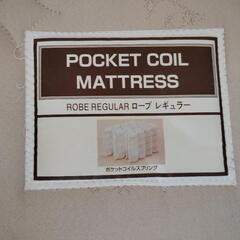 POCKET COIL
MATTRESS
ROBE REGULAR ローブ レギュラー
ポケットコイルスプリング